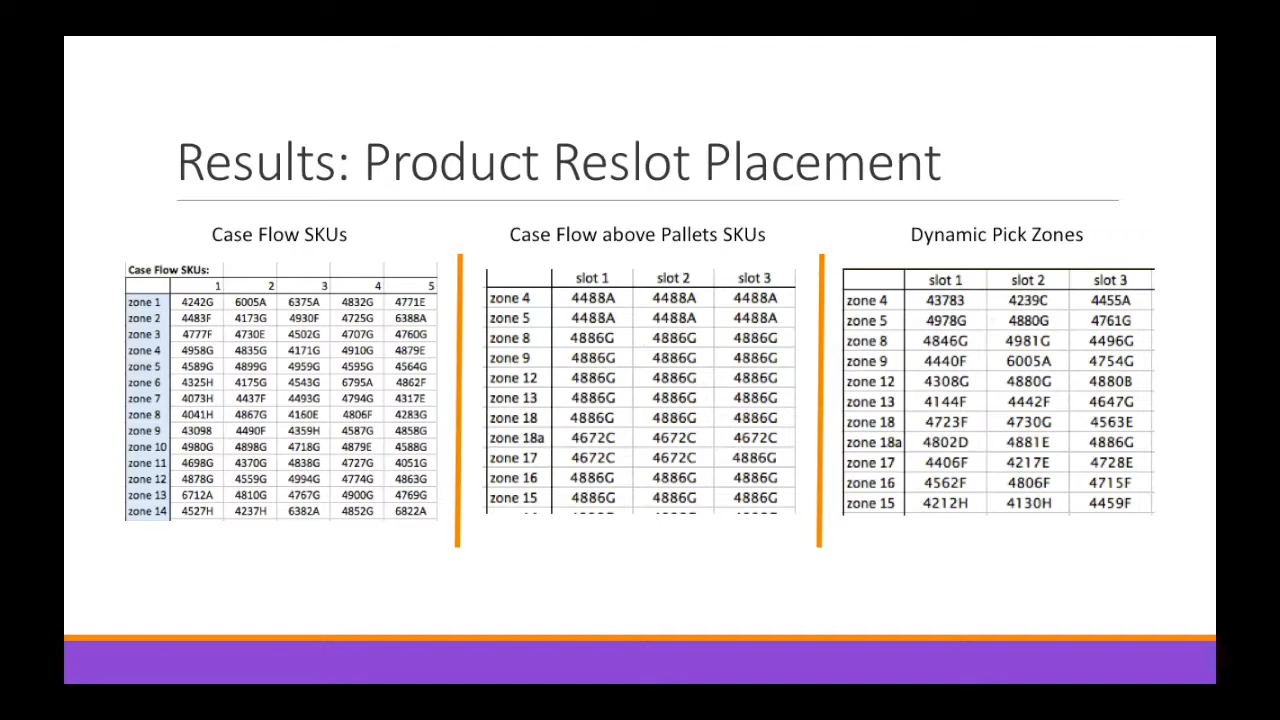 Results: Product Reslot Placement
Case Flow SKUs
Case Flow SKUs:
1 2 3 4 5
zone 1 4242G 6005A 6375A 4832G 4771E
zone 2 4483F 4173G 4930F 4725G 6388A
zone 3 4777F 4730E 4502G 4707G 4760G
zone 4 4958G 4835G 4171G 4910G 4879E
zone 5 4589G 4899G 4959G 4595G 4564G
zone 6 4325H 4175G 4543G 6795A 4862F
zone 7 4073H 4437F 4493G 4794G 4317E
zone 8 4041H 4867G 4160E 4806F 4283G
zone 9 43098 4490F 4359H 4587G 4858G
zone 10 4980G 4898G 4718G 4879E 4588G
zone 11 4698G 4370G 4838G 4727G 4051G
zone 12 4878G 4559G 4994G 4774G 4863G
zone 13 6712A 4810G 4767G 4900G 4769G
zone 14 4527H 4237H 6382A 4852G 6822A
Case Flow above Pallets SKUs
slot 1 slot 2 slot 3
zone 4 4488A 4488A 4488A
zone 5 4488A 4488A 4488A
zone 8 4886G 4886G 4886G
zone 9 4886G 4886G 4886G
zone 12 4886G 4886G 4886G
zone 13 4886G 4886G 4886G
zone 18 4886G 4886G 4886G
zone 18a 4672C 4672C 4672C
zone 17 4672C 4672C 4886G
zone 16 4886G 4886G 4886G
zone 15 4886G 4886G 4886G
Dynamic Pick Zones
slot 1 slot 2 slot 3
zone 4 43783 4239C 4455A
zone 5 4978G 4880G 4761G
zone 8 4846G 4981G 4496G
zone 9 4440F 6005A 4754G
zone 12 4308G 4880G 4880B
zone 13 4144F 4442F 4647G
zone 18 4723F 4730G 4563E
zone 18a 4802D 4881E 4886G
zone 17 4406F 4217E 4728E
zone 16 4562F 4806F 4715F
zone 15 4212H 4130H 4459F